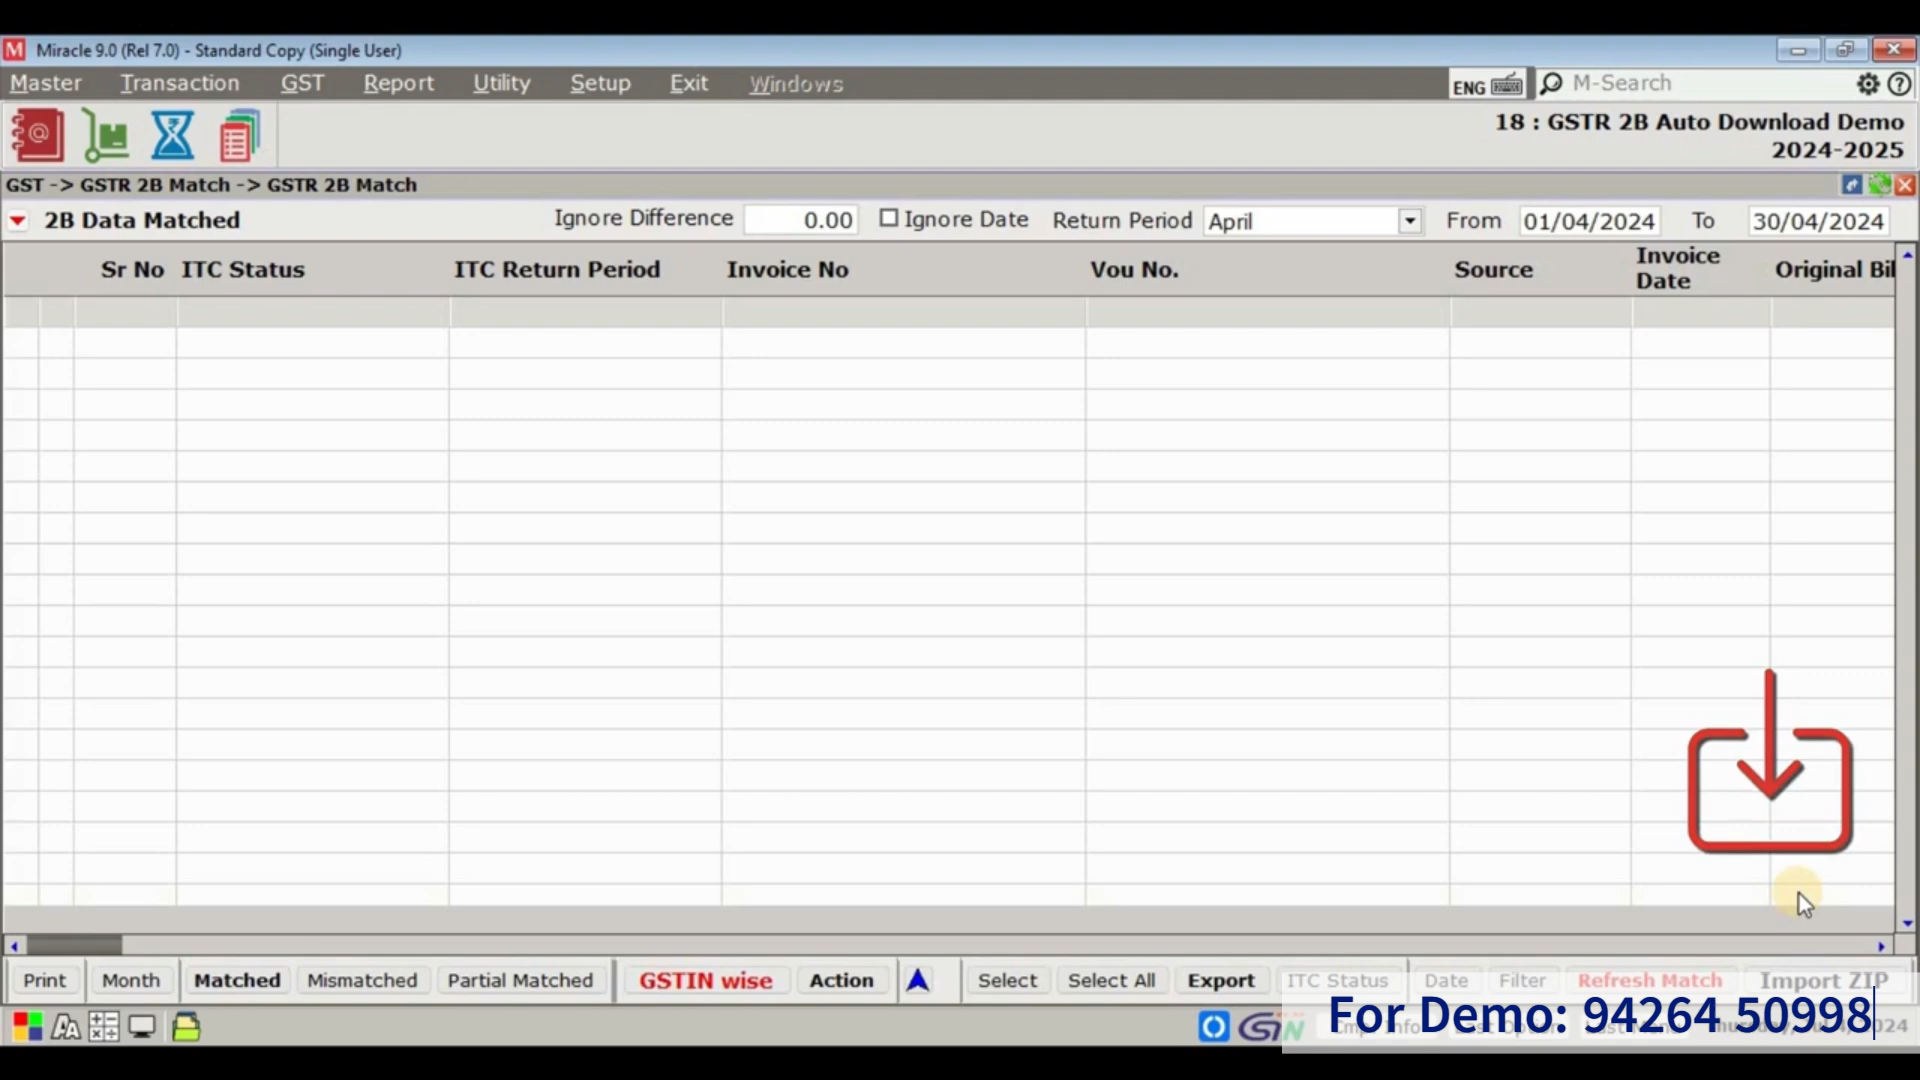 Miracle 9.0 (Rel 7.0) - Standard Copy (Single User)
Master Transaction GST Report Utility Setup Exit Windows ENG M-Search
18 : GSTR 2B Auto Download Demo
2024-2025
GST -> GSTR 2B Match -> GSTR 2B Match
2B Data Matched Ignore Difference 0.00 Ignore Date Return Period April From 01/04/2024 To 30/04/2024
Sr No ITC Status ITC Return Period Invoice No Vou No. Source Invoice Date Original Bil
Print Month Matched Mismatched Partial Matched GSTIN wise Action Select Select All Export ITC Status Date Filter Refresh Match Import ZIP
For Demo: 94264 50998